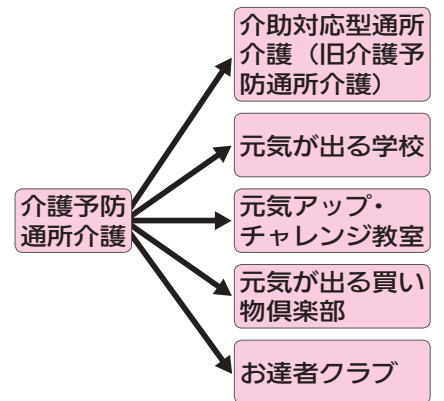 介護予防
通所介護
介助対応型通所
介護（旧介護予
防通所介護）
元気が出る学校
元気アップ・
チャレンジ教室
元気が出る買い
物倶楽部
お達者クラブ